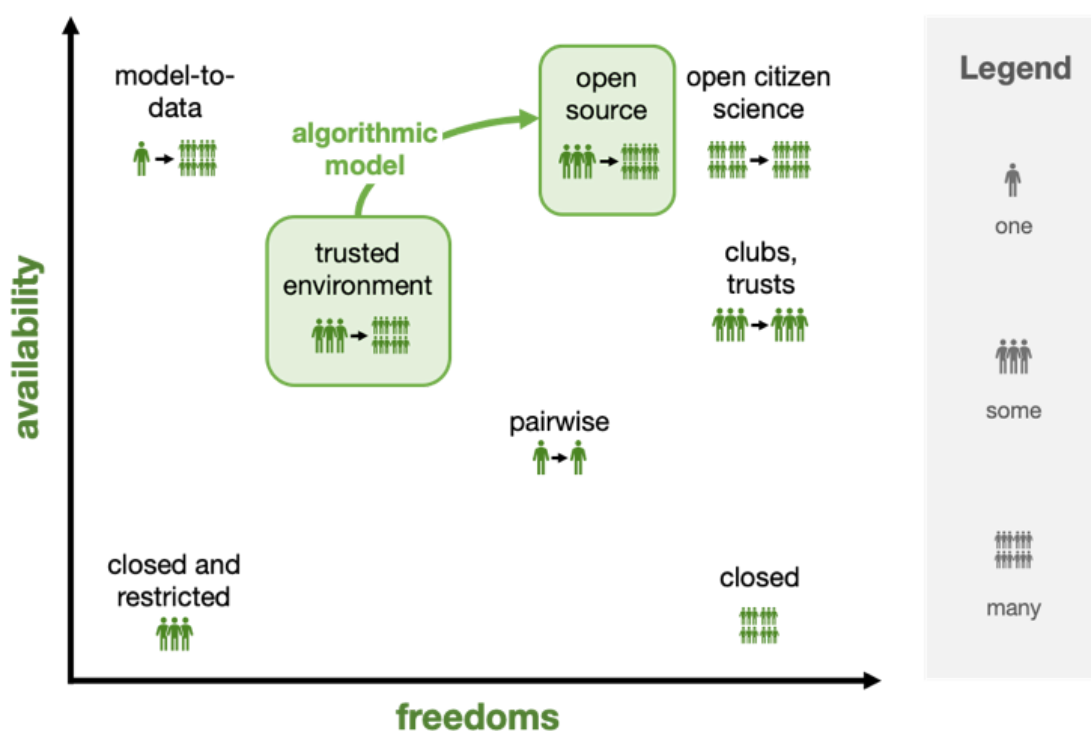 model-to-
data
algorithmic
model
open
source
open citizen
science
trusted
environment
clubs,
trusts
pairwise
closed and
restricted
closed
availability
freedoms
Legend
one
some
many